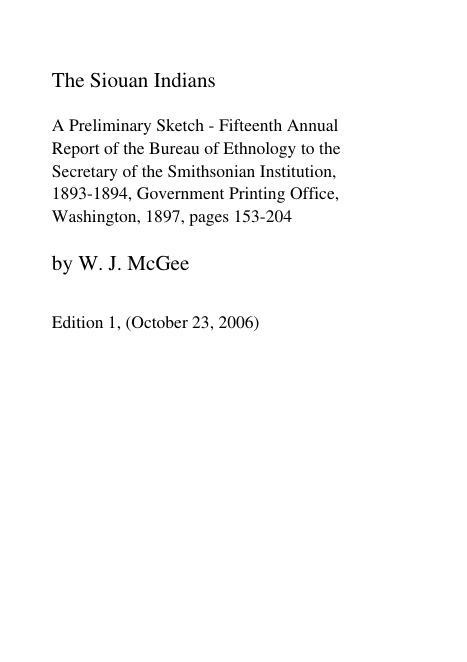 The Siouan Indians
A Preliminary Sketch - Fifteenth Annual
Report of the Bureau of Ethnology to the
Secretary of the Smithsonian Institution,
1893-1894, Government Printing Office,
Washington, 1897, pages 153-204
by W. J. McGee
Edition 1, (October 23, 2006)